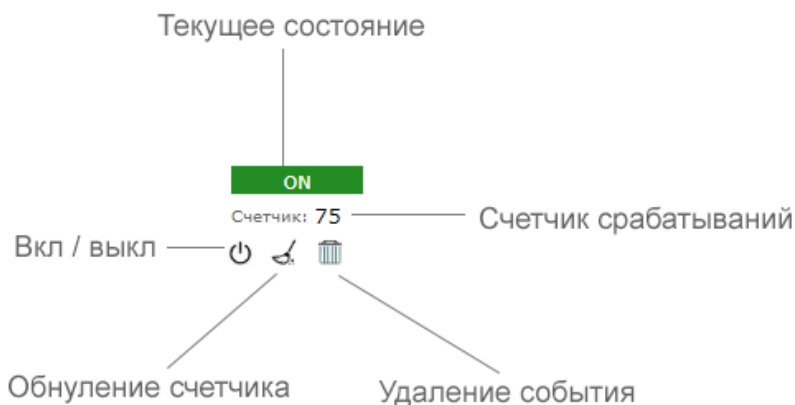 Текущее состояние
ON
Счетчик: 75
Счетчик срабатываний
Вкл / выкл
Обнуление счетчика
Удаление события